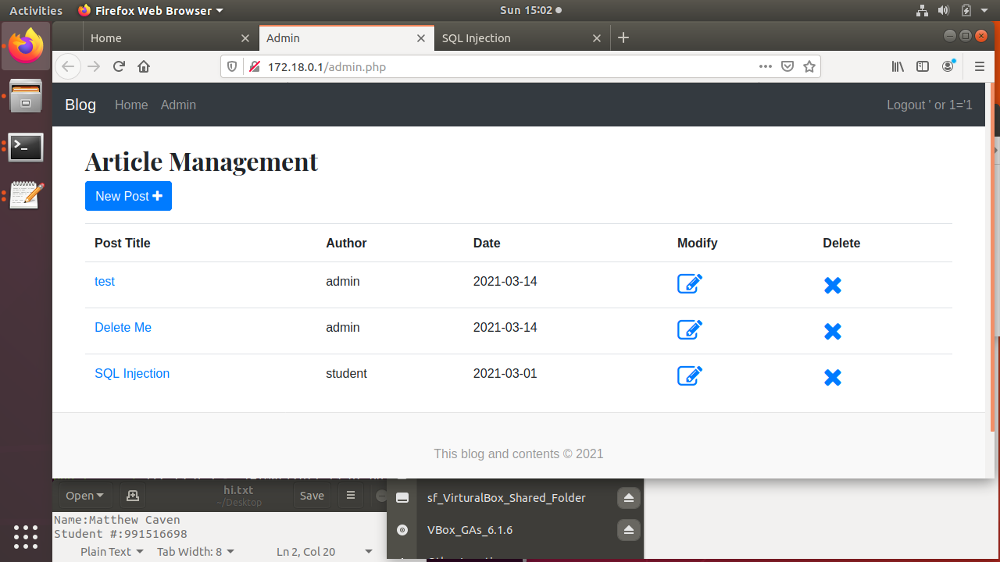 Activities Firefox Web Browser Sun 15:02
Home Admin SQL Injection
172.18.0.1/admin.php
Blog Home Admin Logout ' or 1='1
Article Management
New Post
Post Title Author Date Modify Delete
test admin 2021-03-14
Delete Me admin 2021-03-14
SQL Injection student 2021-03-01
This blog and contents © 2021
Open hi.txt Save
~/Desktop
sf_VirturalBox_Shared_Folder
Name:Matthew Caven
VBox_GAs_6.1.6
Student #:991516698
Plain Text Tab Width: 8 Ln 2, Col 20